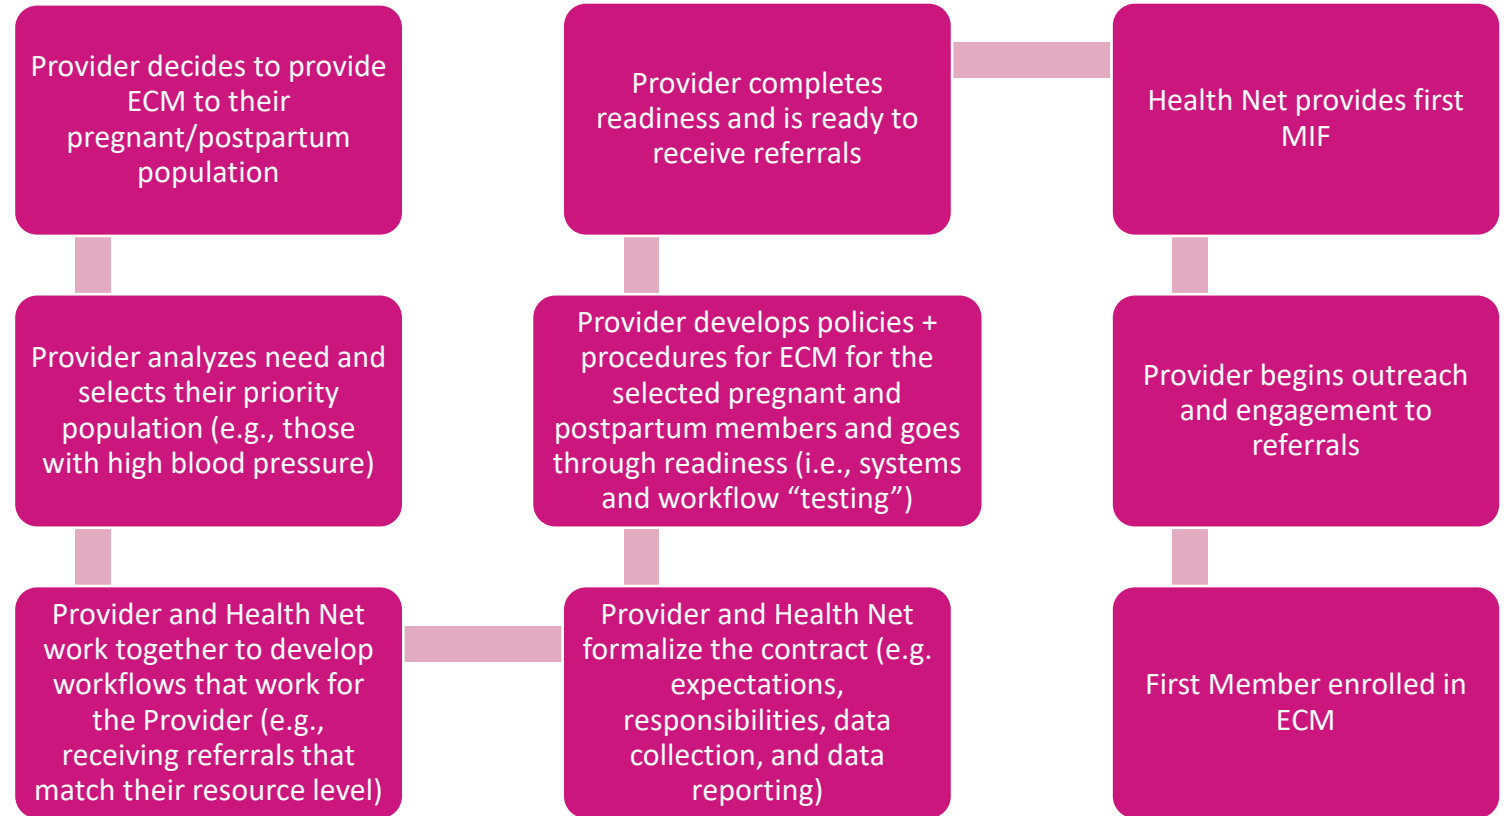 Provider decides to provide
ECM to their
pregnant/postpartum
population
Provider analyzes need and
selects their priority
population (e.g., those
with high blood pressure)
Provider and Health Net
work together to develop
workflows that work for
the Provider (e.g.,
receiving referrals that
match their resource level)
Provider and Health Net
formalize the contract (e.g.
expectations,
responsibilities, data
collection, and data
reporting)
Provider develops policies +
procedures for ECM for the
selected pregnant and
postpartum members and goes
through readiness (i.e., systems
and workflow “testing”)
Provider completes
readiness and is ready to
receive referrals
Health Net provides first
MIF
Provider begins outreach
and engagement to
referrals
First Member enrolled in
ECM